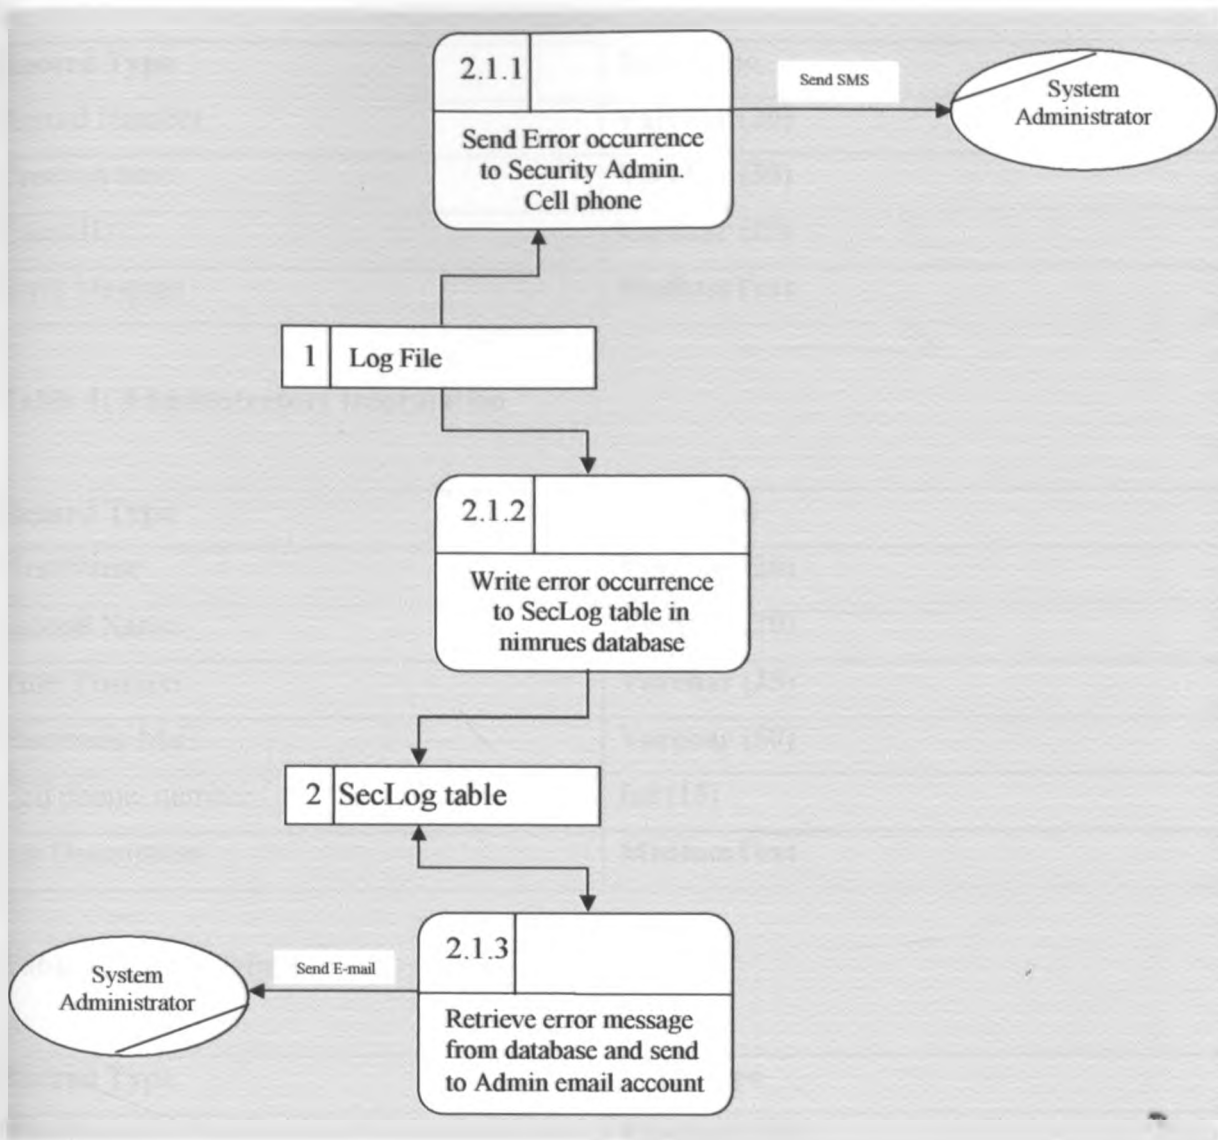 2.1.1
Send Error occurrence
to Security Admin.
Cell phone
Send SMS
System
Administrator
1 Log File
2.1.2
Write error occurrence
to SecLog table in
nimrues database
2 SecLog table
2.1.3
Retrieve error message
from database and send
to Admin email account
Send E-mail
System
Administrator